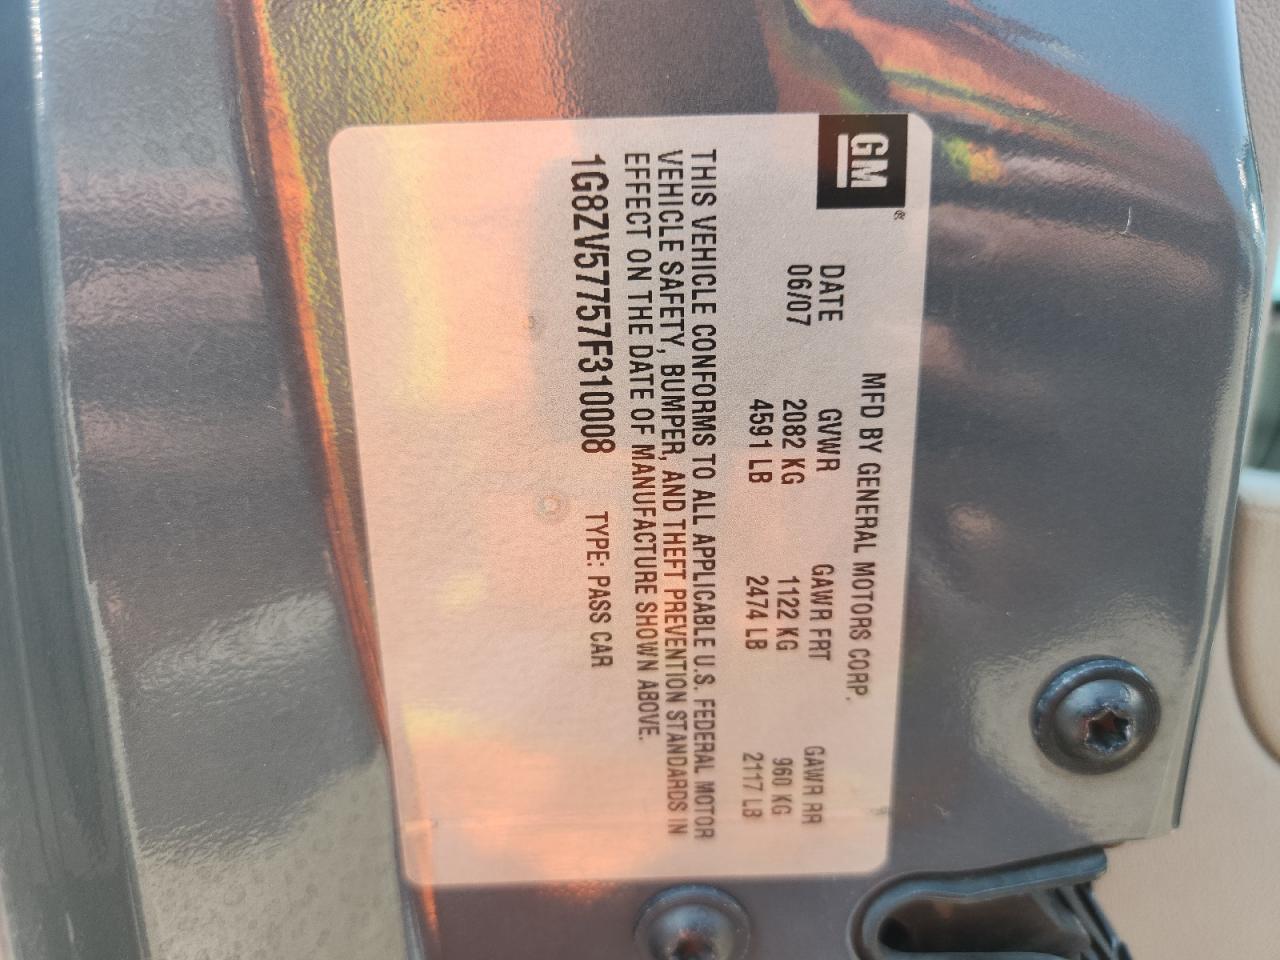 GM®
MFD BY GENERAL MOTORS CORP.
DATE GVWR GAWR FRT GAWR RR
06/07 2082 KG 1122 KG 960 KG
4591 LB 2474 LB 2117 LB
THIS VEHICLE CONFORMS TO ALL APPLICABLE U.S. FEDERAL MOTOR
VEHICLE SAFETY, BUMPER, AND THEFT PREVENTION STANDARDS IN
EFFECT ON THE DATE OF MANUFACTURE SHOWN ABOVE.
1G8ZV57757F310008 TYPE: PASS CAR